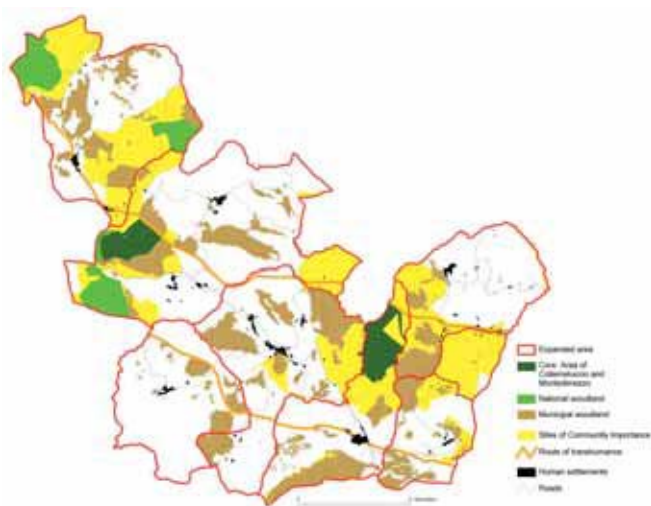 Expanded area
Core Area of
Collemeluccio and
Montedimezzo
National woodland
Municipal woodland
Sites of Community Importance
Route of transhumance
Human settlements
Roads